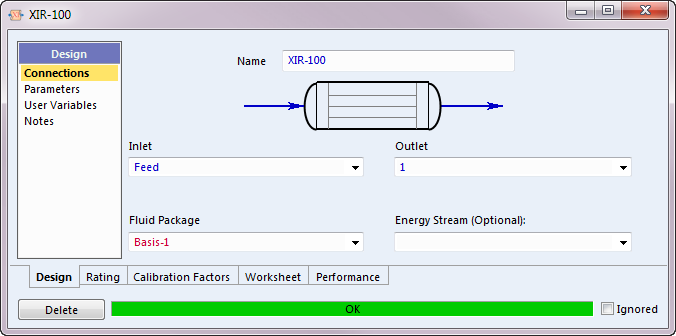 XIR-100
Design
Connections
Parameters
User Variables
Notes
Name XIR-100
Inlet Outlet
Feed 1
Fluid Package Energy Stream (Optional):
Basis-1
Design Rating Calibration Factors Worksheet Performance
Delete OK Ignored